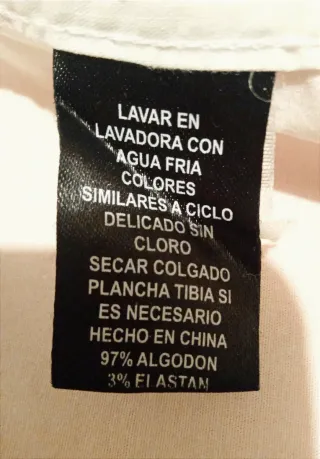 LAVAR EN
LAVADORA CON
AGUA FRIA
COLORES
SIMILARES A CICLO
DELICADO SIN
CLORO
SECAR COLGADO
PLANCHA TIBIA SI
ES NECESARIO
HECHO EN CHINA
97% ALGODON
3% ELASTAN